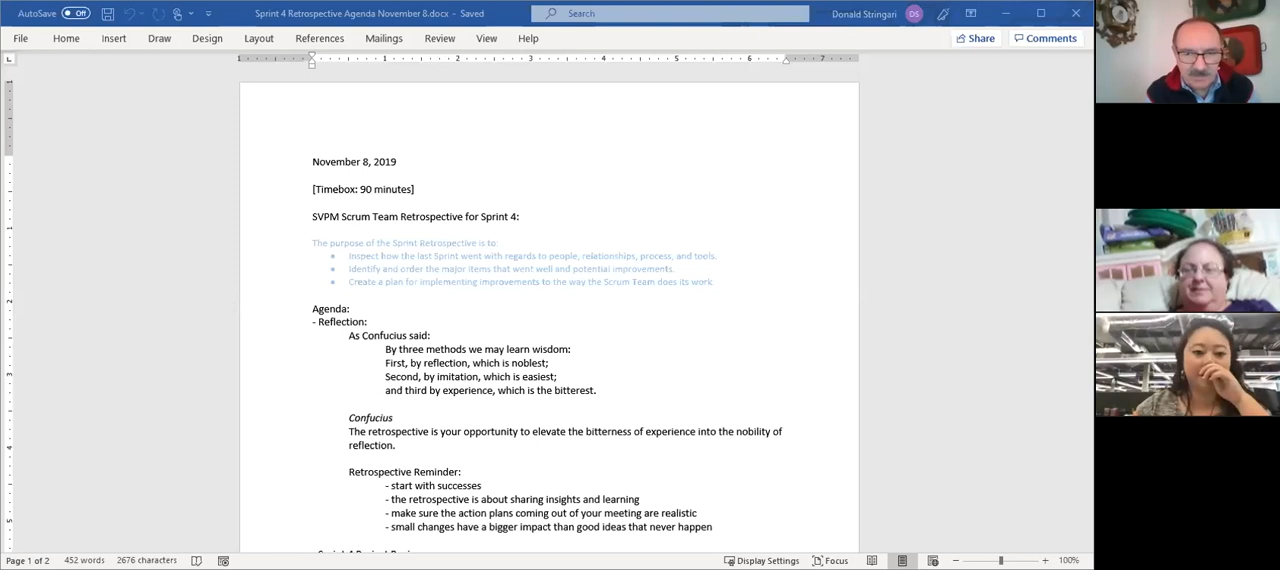 AutoSave Off Sprint 4 Retrospective Agenda November 8.docx - Saved Search Donald Stringari DS
File Home Insert Draw Design Layout References Mailings Review View Help Share Comments
1 1 2 3 4 5 6 7
November 8, 2019
[Timebox: 90 minutes]
SVPM Scrum Team Retrospective for Sprint 4:
The purpose of the Sprint Retrospective is to:
● Inspect how the last Sprint went with regards to people, relationships, process, and tools.
● Identify and order the major items that went well and potential improvements.
● Create a plan for implementing improvements to the way the Scrum Team does its work.
Agenda:
- Reflection:
As Confucius said:
By three methods we may learn wisdom:
First, by reflection, which is noblest;
Second, by imitation, which is easiest;
and third by experience, which is the bitterest.
Confucius
The retrospective is your opportunity to elevate the bitterness of experience into the nobility of
reflection.
Retrospective Reminder:
- start with successes
- the retrospective is about sharing insights and learning
- make sure the action plans coming out of your meeting are realistic
- small changes have a bigger impact than good ideas that never happen
Page 1 of 2 452 words 2676 characters Display Settings Focus 100%